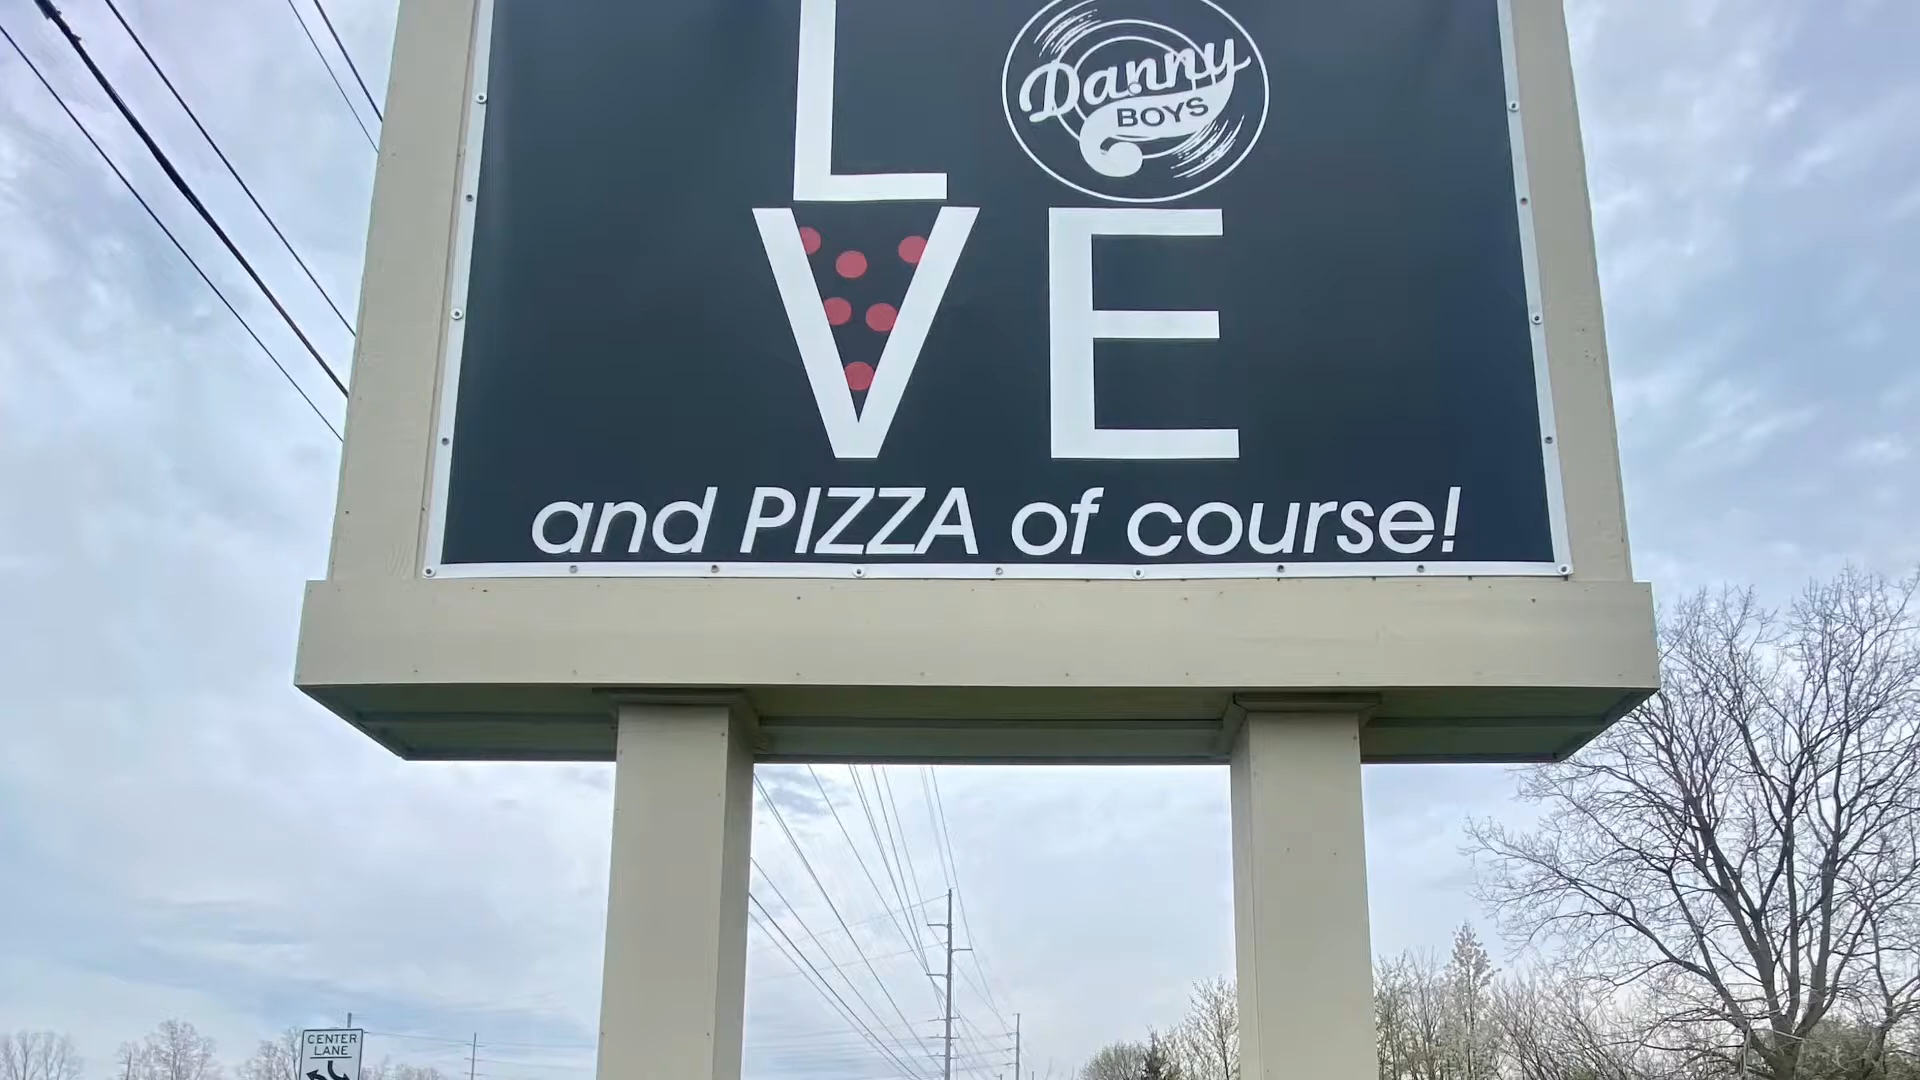 L
Danny
BOYS
VE
and PIZZA of course!
CENTER
LANE